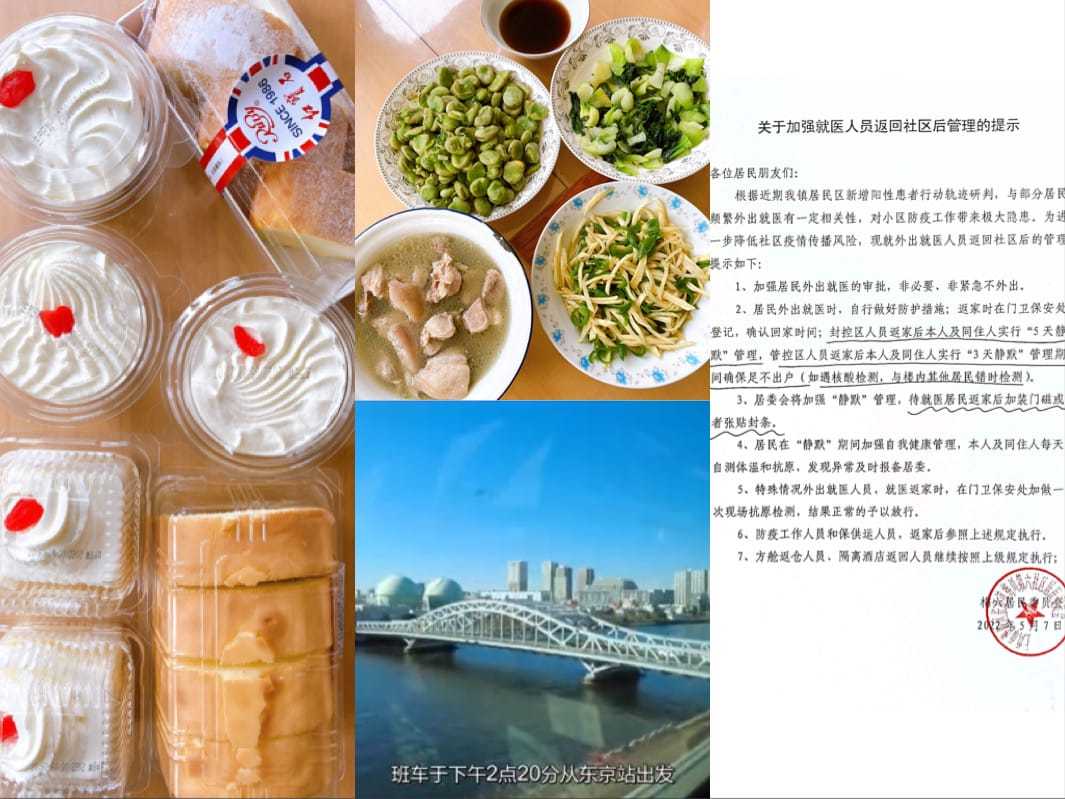 Ruby
SINCE 1986
红宝石
班车于下午2点20分从东京站出发
关于加强就医人员返回社区后管理的提示
各位居民朋友们：
根据近期我镇居民区新增阳性患者行动轨迹研判，与部分居民
频繁外出就医有一定相关性，对小区防疫工作带来极大隐患。为进
一步降低社区疫情传播风险，现就外出就医人员返回社区后的管理
提示如下：
1、加强居民外出就医的审批，非必要、非紧急不外出。
2、居民外出就医时，自行做好防护措施；返家时在门卫保安处
登记，确认回家时间；封控区人员返家后本人及同住人实行“5天静
默”管理，管控区人员返家后本人及同住人实行“3天静默”管理期
间确保足不出户（如遇核酸检测，与楼内其他居民错时检测）。
3、居委会将加强“静默”管理，待就医居民返家后加装门磁或
者张贴封条。
4、居民在“静默”期间加强自我健康管理，本人及同住人每天
自测体温和抗原，发现异常及时报备居委。
5、特殊情况外出就医人员，就医返家时，在门卫保安处加做一
次现场抗原检测，结果正常的予以放行。
6、防疫工作人员和保供运人员，返家后参照上述规定执行。
7、方舱返仓人员、隔离酒店返回人员继续按照上级规定执行；
梅六居民委员会
2022年5月7日